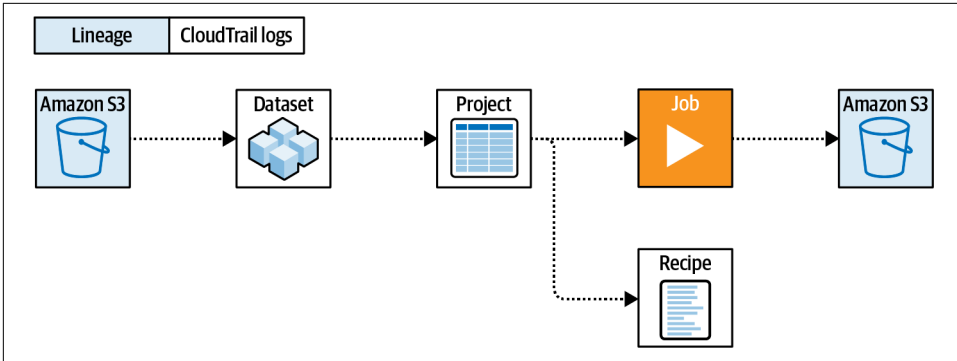 Lineage
CloudTrail logs
Amazon S3
Dataset
Project
Job
Amazon S3
Recipe